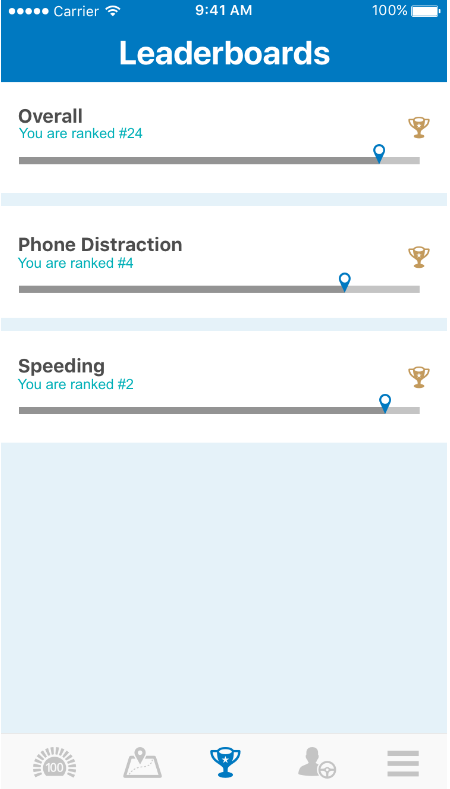 Carrier 9:41 AM 100%
Leaderboards
Overall
You are ranked #24
Phone Distraction
You are ranked #4
Speeding
You are ranked #2
100